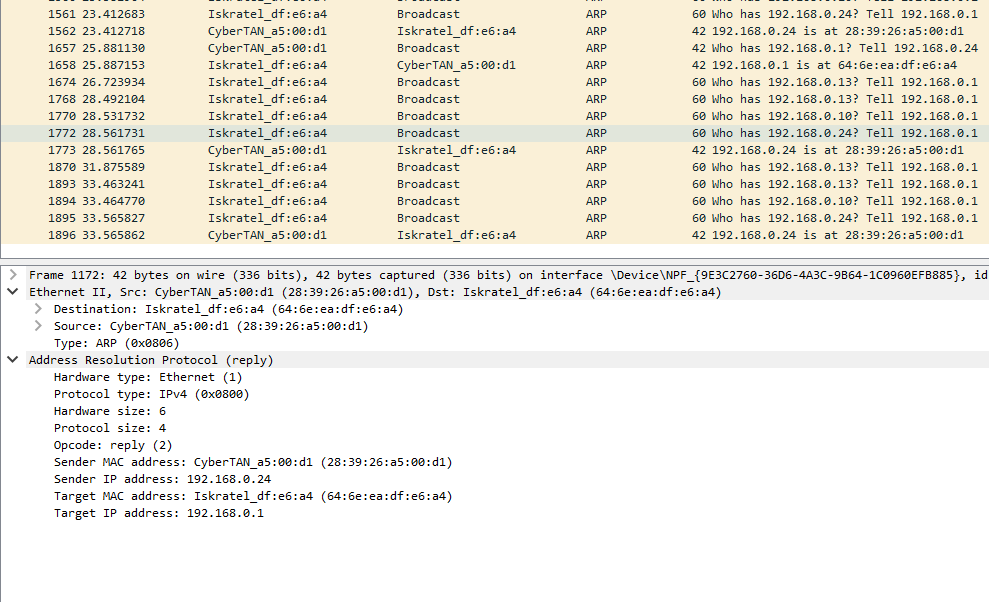 1561 23.412683 Iskratel_df:e6:a4 Broadcast ARP 60 Who has 192.168.0.24? Tell 192.168.0.1
1562 23.412718 CyberTAN_a5:00:d1 Iskratel_df:e6:a4 ARP 42 192.168.0.24 is at 28:39:26:a5:00:d1
1657 25.881130 CyberTAN_a5:00:d1 Broadcast ARP 42 Who has 192.168.0.1? Tell 192.168.0.24
1658 25.887153 Iskratel_df:e6:a4 CyberTAN_a5:00:d1 ARP 42 192.168.0.1 is at 64:6e:ea:df:e6:a4
1674 26.723934 Iskratel_df:e6:a4 Broadcast ARP 60 Who has 192.168.0.13? Tell 192.168.0.1
1768 28.492104 Iskratel_df:e6:a4 Broadcast ARP 60 Who has 192.168.0.13? Tell 192.168.0.1
1770 28.531732 Iskratel_df:e6:a4 Broadcast ARP 60 Who has 192.168.0.10? Tell 192.168.0.1
1772 28.561731 Iskratel_df:e6:a4 Broadcast ARP 60 Who has 192.168.0.24? Tell 192.168.0.1
1773 28.561765 CyberTAN_a5:00:d1 Iskratel_df:e6:a4 ARP 42 192.168.0.24 is at 28:39:26:a5:00:d1
1870 31.875589 Iskratel_df:e6:a4 Broadcast ARP 60 Who has 192.168.0.13? Tell 192.168.0.1
1893 33.463241 Iskratel_df:e6:a4 Broadcast ARP 60 Who has 192.168.0.13? Tell 192.168.0.1
1894 33.464770 Iskratel_df:e6:a4 Broadcast ARP 60 Who has 192.168.0.10? Tell 192.168.0.1
1895 33.565827 Iskratel_df:e6:a4 Broadcast ARP 60 Who has 192.168.0.24? Tell 192.168.0.1
1896 33.565862 CyberTAN_a5:00:d1 Iskratel_df:e6:a4 ARP 42 192.168.0.24 is at 28:39:26:a5:00:d1
Frame 1172: 42 bytes on wire (336 bits), 42 bytes captured (336 bits) on interface \Device\NPF_{9E3C2760-36D6-4A3C-9B64-1C0960EFB885}, id
Ethernet II, Src: CyberTAN_a5:00:d1 (28:39:26:a5:00:d1), Dst: Iskratel_df:e6:a4 (64:6e:ea:df:e6:a4)
Destination: Iskratel_df:e6:a4 (64:6e:ea:df:e6:a4)
Source: CyberTAN_a5:00:d1 (28:39:26:a5:00:d1)
Type: ARP (0x0806)
Address Resolution Protocol (reply)
Hardware type: Ethernet (1)
Protocol type: IPv4 (0x0800)
Hardware size: 6
Protocol size: 4
Opcode: reply (2)
Sender MAC address: CyberTAN_a5:00:d1 (28:39:26:a5:00:d1)
Sender IP address: 192.168.0.24
Target MAC address: Iskratel_df:e6:a4 (64:6e:ea:df:e6:a4)
Target IP address: 192.168.0.1